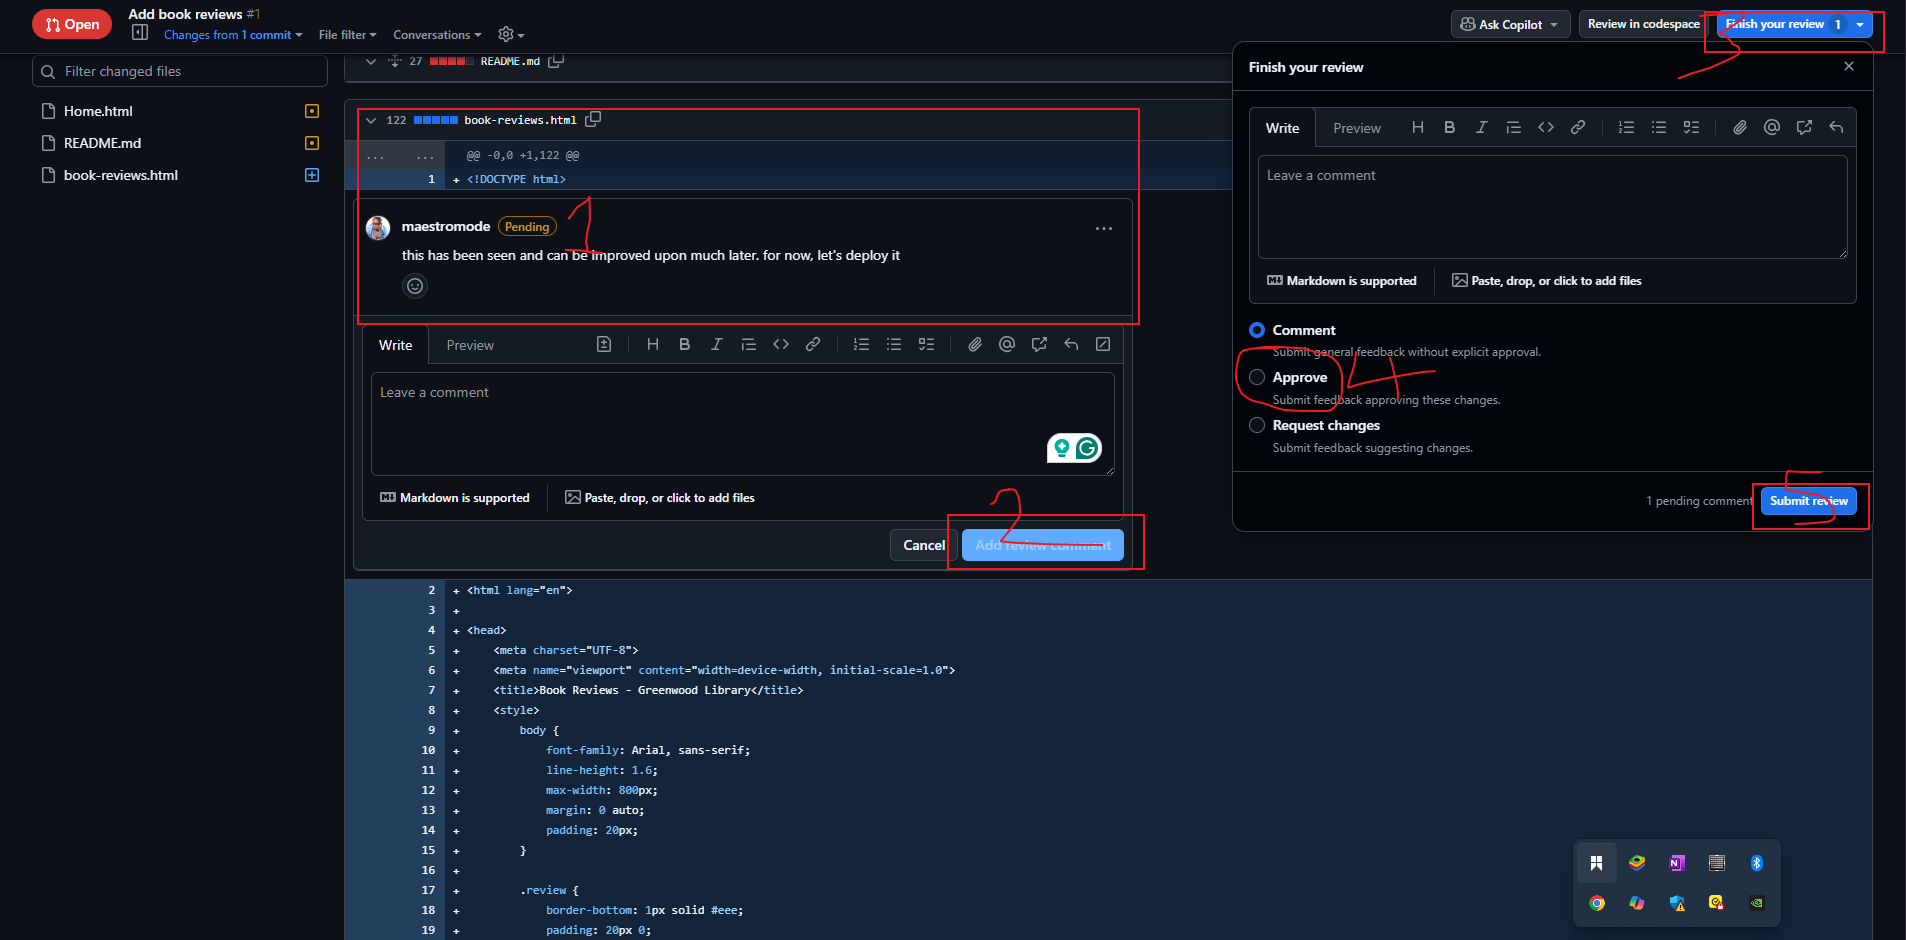 Open
Add book reviews #1
Changes from 1 commit
File filter
Conversations
Ask Copilot
Review in codespace
Finish your review 1
3
Filter changed files
Home.html
README.md
book-reviews.html
27 README.md
122 book-reviews.html
... ... @@ -0,0 +1,122 @@
1 + <!DOCTYPE html>
maestromode Pending
1
this has been seen and can be improved upon much later. for now, let's deploy it
Write Preview
Leave a comment
Markdown is supported
Paste, drop, or click to add files
Cancel
Add review comment
2
2 + <html lang="en">
3 +
4 + <head>
5 + <meta charset="UTF-8">
6 + <meta name="viewport" content="width=device-width, initial-scale=1.0">
7 + <title>Book Reviews - Greenwood Library</title>
8 + <style>
9 + body {
10 + font-family: Arial, sans-serif;
11 + line-height: 1.6;
12 + max-width: 800px;
13 + margin: 0 auto;
14 + padding: 20px;
15 + }
16 +
17 + .review {
18 + border-bottom: 1px solid #eee;
19 + padding: 20px 0;
Finish your review
Write Preview
Leave a comment
Markdown is supported
Paste, drop, or click to add files
Comment
Submit general feedback without explicit approval.
Approve
4
Submit feedback approving these changes.
Request changes
Submit feedback suggesting changes.
1 pending comment
Submit review
5